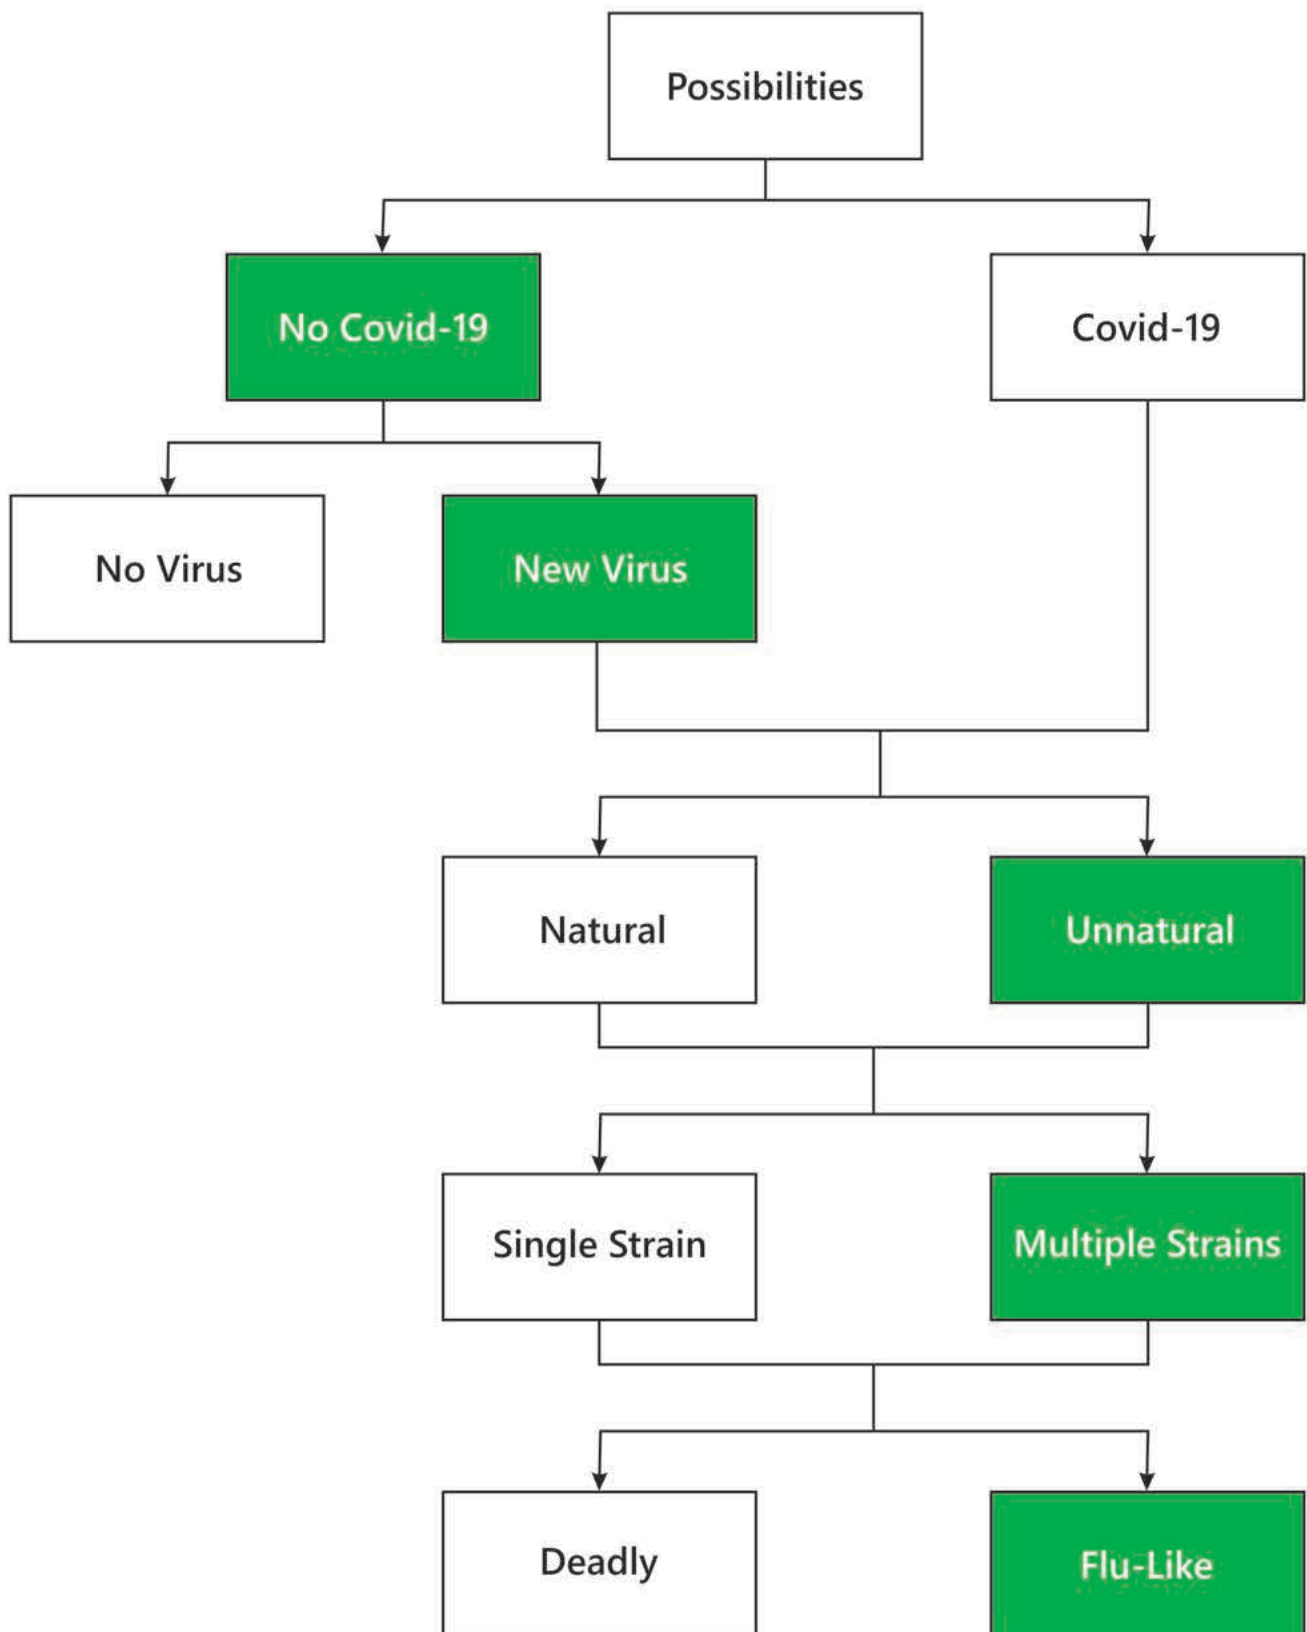 Possibilities
No Covid-19
Covid-19
No Virus
New Virus
Natural
Unnatural
Single Strain
Multiple Strains
Deadly
Flu-Like